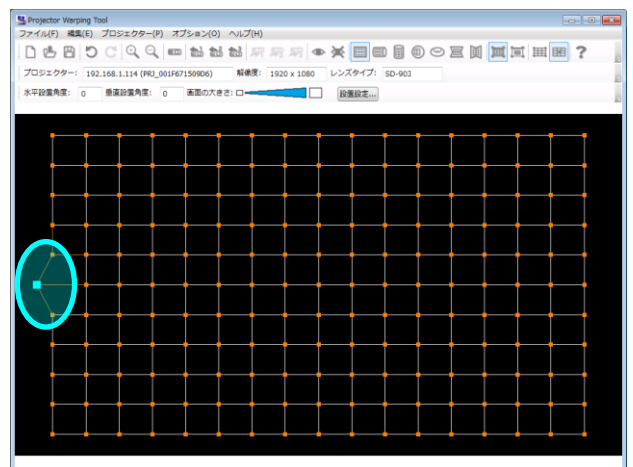 Projector Warping Tool
ファイル(F) 編集(E) プロジェクター(P) オプション(O) ヘルプ(H)
プロジェクター: 192.168.1.114 (PRJ_001F671509D6) 解像度: 1920 x 1080 レンズタイプ: SD-903
水平設置角度: 0 垂直設置角度: 0 画面の大きさ: 設置設定...